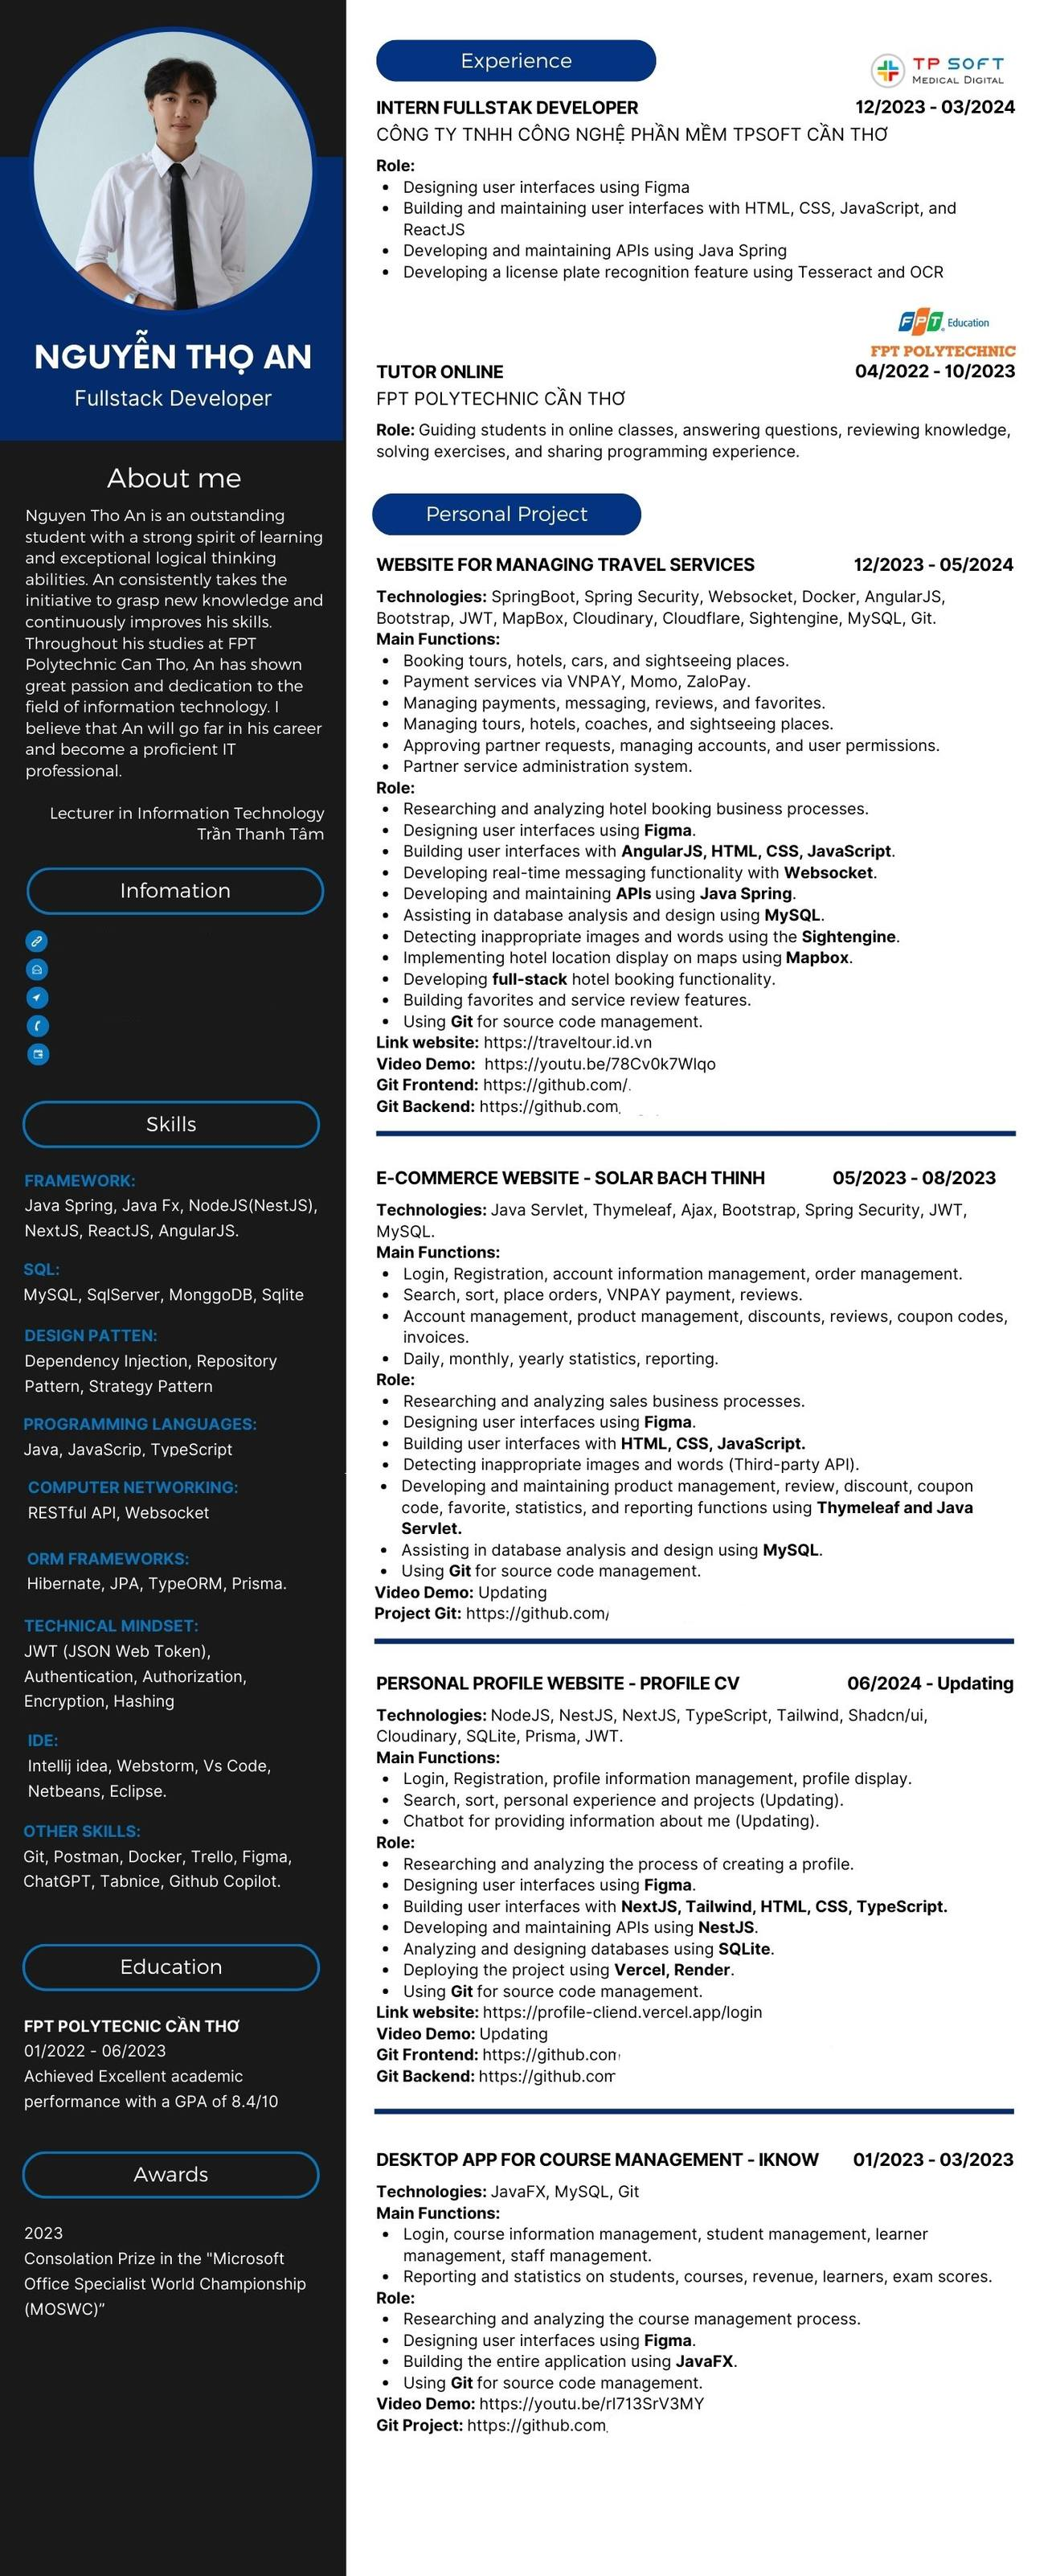 NGUYỄN THỌ AN
Fullstack Developer
About me
Nguyen Tho An is an outstanding
student with a strong spirit of learning
and exceptional logical thinking
abilities. An consistently takes the
initiative to grasp new knowledge and
continuously improves his skills.
Throughout his studies at FPT
Polytechnic Can Tho, An has shown
great passion and dedication to the
field of information technology. I
believe that An will go far in his career
and become a proficient IT
professional.
Lecturer in Information Technology
Trần Thanh Tâm
Infomation
Skills
FRAMEWORK:
Java Spring, Java Fx, NodeJS(NestJS),
NextJS, ReactJS, AngularJS.
SQL:
MySQL, SqlServer, MonggoDB, Sqlite
DESIGN PATTEN:
Dependency Injection, Repository
Pattern, Strategy Pattern
PROGRAMMING LANGUAGES:
Java, JavaScrip, TypeScript
COMPUTER NETWORKING:
RESTful API, Websocket
ORM FRAMEWORKS:
Hibernate, JPA, TypeORM, Prisma.
TECHNICAL MINDSET:
JWT (JSON Web Token),
Authentication, Authorization,
Encryption, Hashing
IDE:
Intellij idea, Webstorm, Vs Code,
Netbeans, Eclipse.
OTHER SKILLS:
Git, Postman, Docker, Trello, Figma,
ChatGPT, Tabnice, Github Copilot.
Education
FPT POLYTECNIC CẦN THƠ
01/2022 - 06/2023
Achieved Excellent academic
performance with a GPA of 8.4/10
Awards
2023
Consolation Prize in the "Microsoft
Office Specialist World Championship
(MOSWC)”
Experience
TP SOFT
MEDICAL DIGITAL
INTERN FULLSTAK DEVELOPER 12/2023 - 03/2024
CÔNG TY TNHH CÔNG NGHỆ PHẦN MỀM TPSOFT CẦN THƠ
Role:
• Designing user interfaces using Figma
• Building and maintaining user interfaces with HTML, CSS, JavaScript, and
ReactJS
• Developing and maintaining APIs using Java Spring
• Developing a license plate recognition feature using Tesseract and OCR
FPT Education
FPT POLYTECHNIC
TUTOR ONLINE 04/2022 - 10/2023
FPT POLYTECHNIC CẦN THƠ
Role: Guiding students in online classes, answering questions, reviewing knowledge,
solving exercises, and sharing programming experience.
Personal Project
WEBSITE FOR MANAGING TRAVEL SERVICES 12/2023 - 05/2024
Technologies: SpringBoot, Spring Security, Websocket, Docker, AngularJS,
Bootstrap, JWT, MapBox, Cloudinary, Cloudflare, Sightengine, MySQL, Git.
Main Functions:
• Booking tours, hotels, cars, and sightseeing places.
• Payment services via VNPAY, Momo, ZaloPay.
• Managing payments, messaging, reviews, and favorites.
• Managing tours, hotels, coaches, and sightseeing places.
• Approving partner requests, managing accounts, and user permissions.
• Partner service administration system.
Role:
• Researching and analyzing hotel booking business processes.
• Designing user interfaces using Figma.
• Building user interfaces with AngularJS, HTML, CSS, JavaScript.
• Developing real-time messaging functionality with Websocket.
• Developing and maintaining APIs using Java Spring.
• Assisting in database analysis and design using MySQL.
• Detecting inappropriate images and words using the Sightengine.
• Implementing hotel location display on maps using Mapbox.
• Developing full-stack hotel booking functionality.
• Building favorites and service review features.
• Using Git for source code management.
Link website: https://traveltour.id.vn
Video Demo: https://youtu.be/78Cv0k7Wlqo
Git Frontend: https://github.com/
Git Backend: https://github.com
E-COMMERCE WEBSITE - SOLAR BACH THINH 05/2023 - 08/2023
Technologies: Java Servlet, Thymeleaf, Ajax, Bootstrap, Spring Security, JWT,
MySQL.
Main Functions:
• Login, Registration, account information management, order management.
• Search, sort, place orders, VNPAY payment, reviews.
• Account management, product management, discounts, reviews, coupon codes,
invoices.
• Daily, monthly, yearly statistics, reporting.
Role:
• Researching and analyzing sales business processes.
• Designing user interfaces using Figma.
• Building user interfaces with HTML, CSS, JavaScript.
• Detecting inappropriate images and words (Third-party API).
• Developing and maintaining product management, review, discount, coupon
code, favorite, statistics, and reporting functions using Thymeleaf and Java
Servlet.
• Assisting in database analysis and design using MySQL.
• Using Git for source code management.
Video Demo: Updating
Project Git: https://github.com/
PERSONAL PROFILE WEBSITE - PROFILE CV 06/2024 - Updating
Technologies: NodeJS, NestJS, NextJS, TypeScript, Tailwind, Shadcn/ui,
Cloudinary, SQLite, Prisma, JWT.
Main Functions:
• Login, Registration, profile information management, profile display.
• Search, sort, personal experience and projects (Updating).
• Chatbot for providing information about me (Updating).
Role:
• Researching and analyzing the process of creating a profile.
• Designing user interfaces using Figma.
• Building user interfaces with NextJS, Tailwind, HTML, CSS, TypeScript.
• Developing and maintaining APIs using NestJS.
• Analyzing and designing databases using SQLite.
• Deploying the project using Vercel, Render.
• Using Git for source code management.
Link website: https://profile-cliend.vercel.app/login
Video Demo: Updating
Git Frontend: https://github.com
Git Backend: https://github.com
DESKTOP APP FOR COURSE MANAGEMENT - IKNOW 01/2023 - 03/2023
Technologies: JavaFX, MySQL, Git
Main Functions:
• Login, course information management, student management, learner
management, staff management.
• Reporting and statistics on students, courses, revenue, learners, exam scores.
Role:
• Researching and analyzing the course management process.
• Designing user interfaces using Figma.
• Building the entire application using JavaFX.
• Using Git for source code management.
Video Demo: https://youtu.be/rI713SrV3MY
Git Project: https://github.com